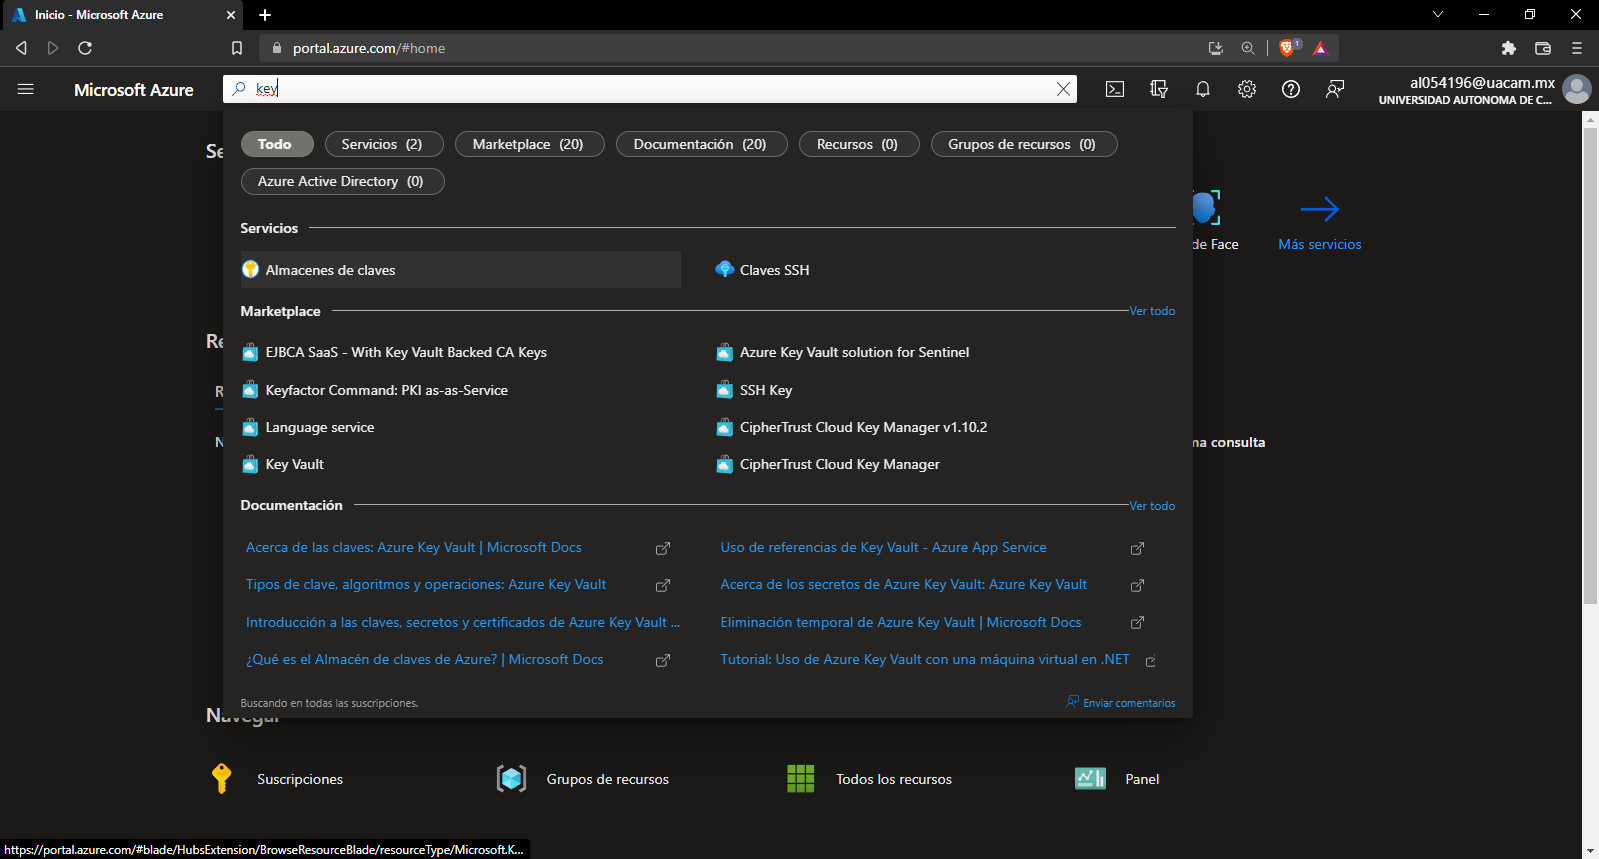 Inicio - Microsoft Azure
portal.azure.com/#home
1
Microsoft Azure
key
al054196@uacam.mx
UNIVERSIDAD AUTONOMA DE C...
Todo
Servicios (2)
Marketplace (20)
Documentación (20)
Recursos (0)
Grupos de recursos (0)
Azure Active Directory (0)
Se
Servicios
de Face
Más servicios
Almacenes de claves
Claves SSH
Marketplace
Ver todo
Re
EJBCA SaaS - With Key Vault Backed CA Keys
Azure Key Vault solution for Sentinel
R
Keyfactor Command: PKI as-as-Service
SSH Key
Language service
CipherTrust Cloud Key Manager v1.10.2
N
na consulta
Key Vault
CipherTrust Cloud Key Manager
Documentación
Ver todo
Acerca de las claves: Azure Key Vault | Microsoft Docs
Uso de referencias de Key Vault - Azure App Service
Tipos de clave, algoritmos y operaciones: Azure Key Vault
Acerca de los secretos de Azure Key Vault: Azure Key Vault
Introducción a las claves, secretos y certificados de Azure Key Vault ...
Eliminación temporal de Azure Key Vault | Microsoft Docs
¿Qué es el Almacén de claves de Azure? | Microsoft Docs
Tutorial: Uso de Azure Key Vault con una máquina virtual en .NET
Buscando en todas las suscripciones.
Enviar comentarios
Navegar
Suscripciones
Grupos de recursos
Todos los recursos
Panel
https://portal.azure.com/#blade/HubsExtension/BrowseResourceBlade/resourceType/Microsoft.K...